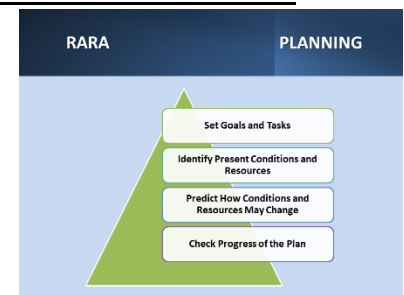 RARA PLANNING
Set Goals and Tasks
Identify Present Conditions and
Resources
Predict How Conditions and
Resources May Change
Check Progress of the Plan